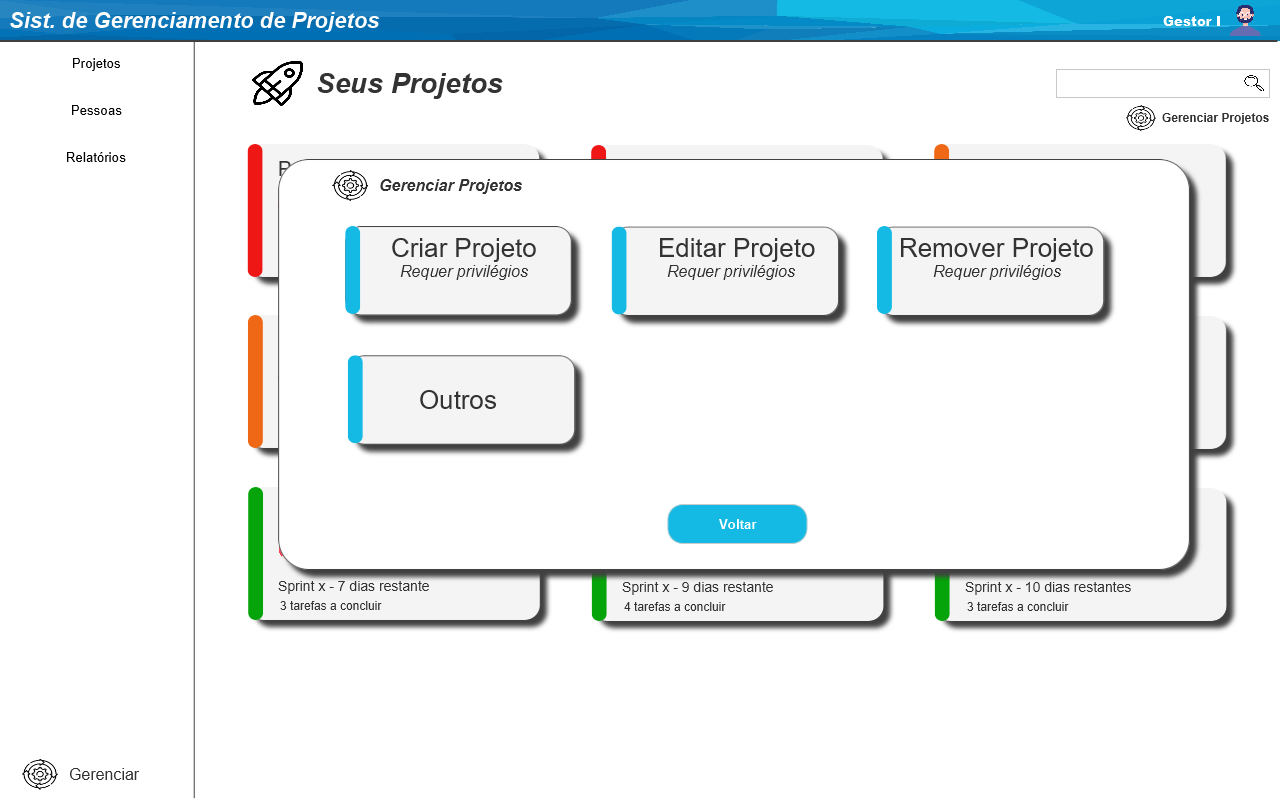 Sist. de Gerenciamento de Projetos
Gestor I
Projetos
Pessoas
Relatórios
Seus Projetos
Gerenciar Projetos
Gerenciar Projetos
Criar Projeto
Requer privilégios
Editar Projeto
Requer privilégios
Remover Projeto
Requer privilégios
Outros
Voltar
Sprint x - 7 dias restante
3 tarefas a concluir
Sprint x - 9 dias restante
4 tarefas a concluir
Sprint x - 10 dias restantes
3 tarefas a concluir
Gerenciar